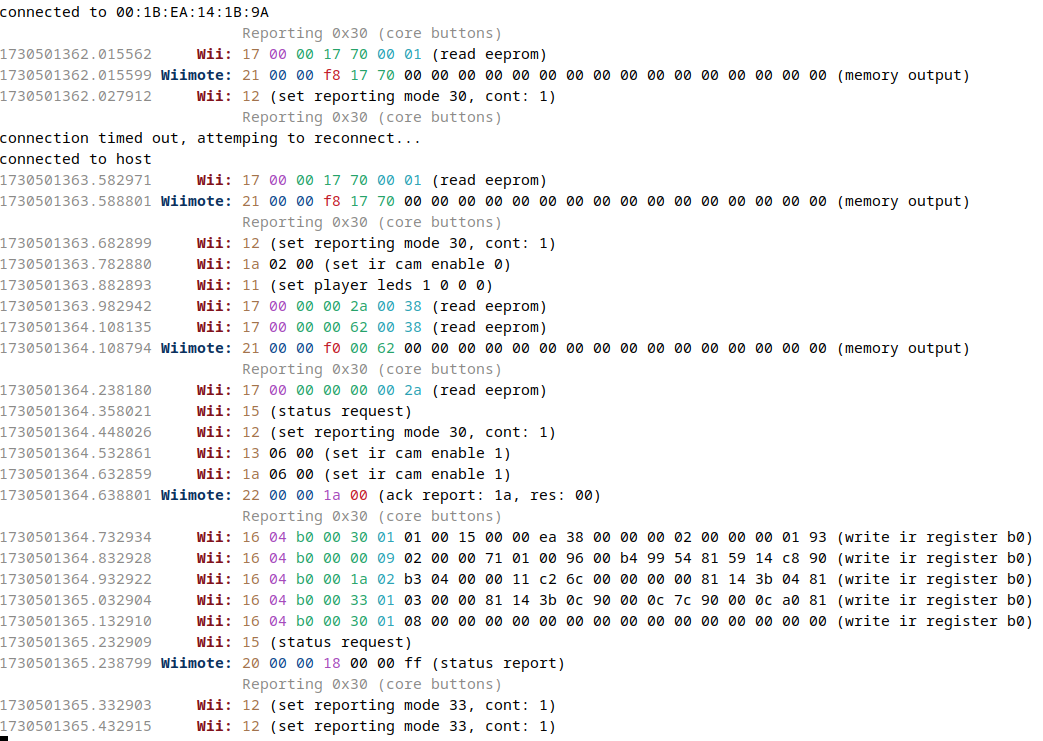 connected to 00:1B:EA:14:1B:9A
Reporting 0x30 (core buttons)
1730501362.015562 Wii: 17 00 00 17 70 00 01 (read eeprom)
1730501362.015599 Wiimote: 21 00 00 f8 17 70 00 00 00 00 00 00 00 00 00 00 00 00 00 00 00 00 (memory output)
1730501362.027912 Wii: 12 (set reporting mode 30, cont: 1)
Reporting 0x30 (core buttons)
connection timed out, attemping to reconnect...
connected to host
1730501363.582971 Wii: 17 00 00 17 70 00 01 (read eeprom)
1730501363.588801 Wiimote: 21 00 00 f8 17 70 00 00 00 00 00 00 00 00 00 00 00 00 00 00 00 00 (memory output)
Reporting 0x30 (core buttons)
1730501363.682899 Wii: 12 (set reporting mode 30, cont: 1)
1730501363.782880 Wii: 1a 02 00 (set ir cam enable 0)
1730501363.882893 Wii: 11 (set player leds 1 0 0 0)
1730501363.982942 Wii: 17 00 00 00 2a 00 38 (read eeprom)
1730501364.108135 Wii: 17 00 00 00 62 00 38 (read eeprom)
1730501364.108794 Wiimote: 21 00 00 f0 00 62 00 00 00 00 00 00 00 00 00 00 00 00 00 00 00 00 (memory output)
Reporting 0x30 (core buttons)
1730501364.238180 Wii: 17 00 00 00 00 00 2a (read eeprom)
1730501364.358021 Wii: 15 (status request)
1730501364.448026 Wii: 12 (set reporting mode 30, cont: 1)
1730501364.532861 Wii: 13 06 00 (set ir cam enable 1)
1730501364.632859 Wii: 1a 06 00 (set ir cam enable 1)
1730501364.638801 Wiimote: 22 00 00 1a 00 (ack report: 1a, res: 00)
Reporting 0x30 (core buttons)
1730501364.732934 Wii: 16 04 b0 00 30 01 01 00 15 00 00 ea 38 00 00 00 02 00 00 00 01 93 (write ir register b0)
1730501364.832928 Wii: 16 04 b0 00 00 09 02 00 00 71 01 00 96 00 b4 99 54 81 59 14 c8 90 (write ir register b0)
1730501364.932922 Wii: 16 04 b0 00 1a 02 b3 04 00 00 11 c2 6c 00 00 00 00 81 14 3b 04 81 (write ir register b0)
1730501365.032904 Wii: 16 04 b0 00 33 01 03 00 00 81 14 3b 0c 90 00 0c 7c 90 00 0c a0 81 (write ir register b0)
1730501365.132910 Wii: 16 04 b0 00 30 01 08 00 00 00 00 00 00 00 00 00 00 00 00 00 00 00 (write ir register b0)
1730501365.232909 Wii: 15 (status request)
1730501365.238799 Wiimote: 20 00 00 18 00 00 ff (status report)
Reporting 0x30 (core buttons)
1730501365.332903 Wii: 12 (set reporting mode 33, cont: 1)
1730501365.432915 Wii: 12 (set reporting mode 33, cont: 1)